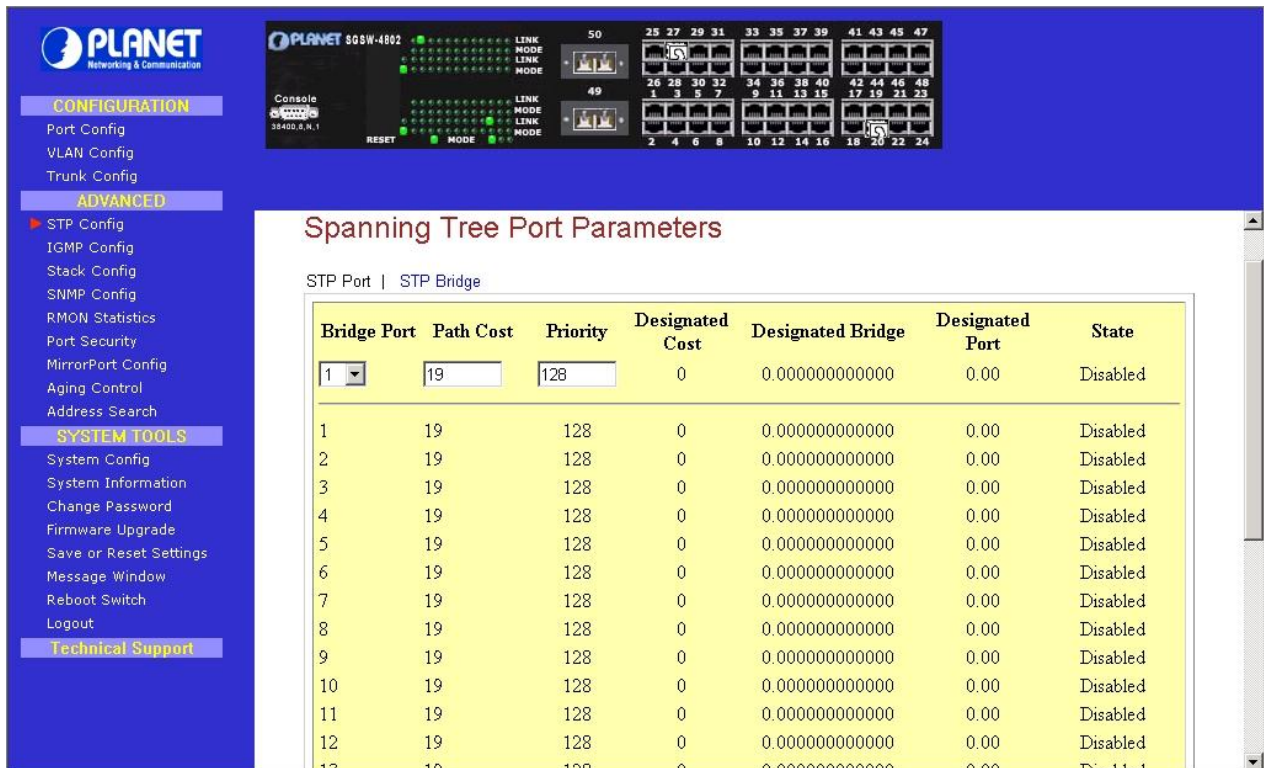 PLANET
Networking & Communication
PLANET SGSW-4802
LINK
MODE
LINK
MODE
LINK
MODE
LINK
MODE
Console
38400,8,N,1
RESET
MODE
50
49
25 27 29 31 33 35 37 39 41 43 45 47
26 28 30 32 34 36 38 40 42 44 46 48
1 3 5 7 9 11 13 15 17 19 21 23
2 4 6 8 10 12 14 16 18 20 22 24
CONFIGURATION
Port Config
VLAN Config
Trunk Config
ADVANCED
STP Config
IGMP Config
Stack Config
SNMP Config
RMON Statistics
Port Security
MirrorPort Config
Aging Control
Address Search
SYSTEM TOOLS
System Config
System Information
Change Password
Firmware Upgrade
Save or Reset Settings
Message Window
Reboot Switch
Logout
Technical Support
Spanning Tree Port Parameters
STP Port | STP Bridge
Bridge Port Path Cost Priority Designated Cost Designated Bridge Designated Port State
1 19 128 0 0.000000000000 0.00 Disabled
1 19 128 0 0.000000000000 0.00 Disabled
2 19 128 0 0.000000000000 0.00 Disabled
3 19 128 0 0.000000000000 0.00 Disabled
4 19 128 0 0.000000000000 0.00 Disabled
5 19 128 0 0.000000000000 0.00 Disabled
6 19 128 0 0.000000000000 0.00 Disabled
7 19 128 0 0.000000000000 0.00 Disabled
8 19 128 0 0.000000000000 0.00 Disabled
9 19 128 0 0.000000000000 0.00 Disabled
10 19 128 0 0.000000000000 0.00 Disabled
11 19 128 0 0.000000000000 0.00 Disabled
12 19 128 0 0.000000000000 0.00 Disabled